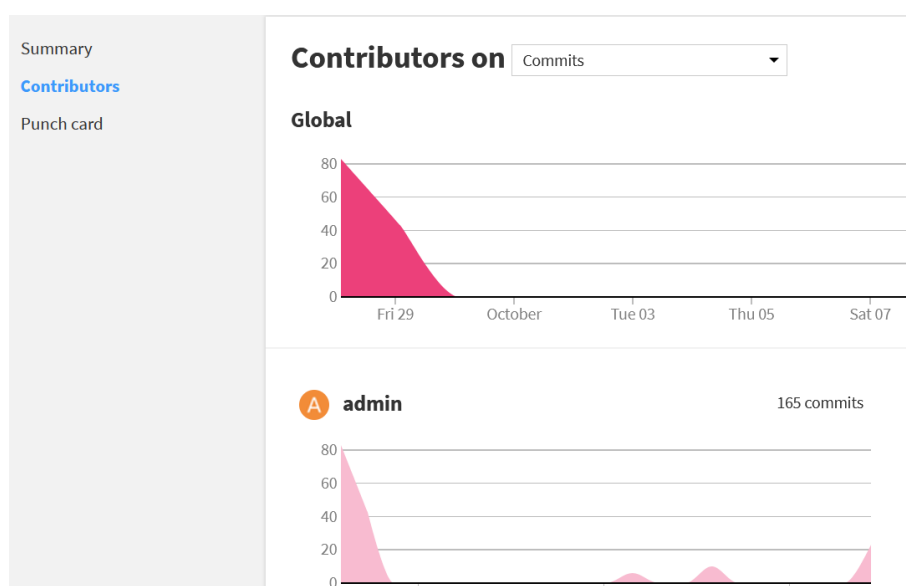 Summary
Contributors
Punch card
Contributors on Commits
Global
80
60
40
20
0
Fri 29 October Tue 03 Thu 05 Sat 07
A admin 165 commits
80
60
40
20
0